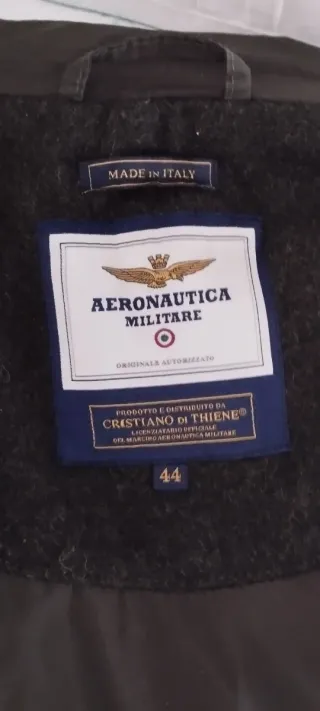 MADE IN ITALY
AERONAUTICA
MILITARE
ORIGINALE AUTORIZZATO
PRODOTTO E DISTRIBUITO DA
CRISTIANO DI THIENE®
LICENZIATARIO UFFICIALE
DEL MARCHIO AERONAUTICA MILITARE
44